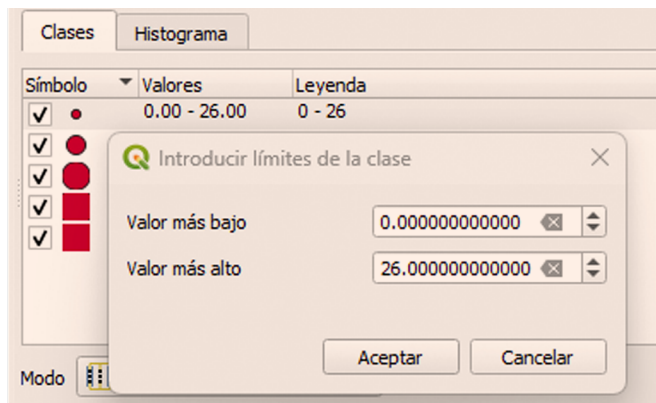 Clases Histograma
Símbolo Valores Leyenda
0.00 - 26.00 0 - 26
Introducir límites de la clase
Valor más bajo 0.000000000000
Valor más alto 26.000000000000
Aceptar Cancelar
Modo